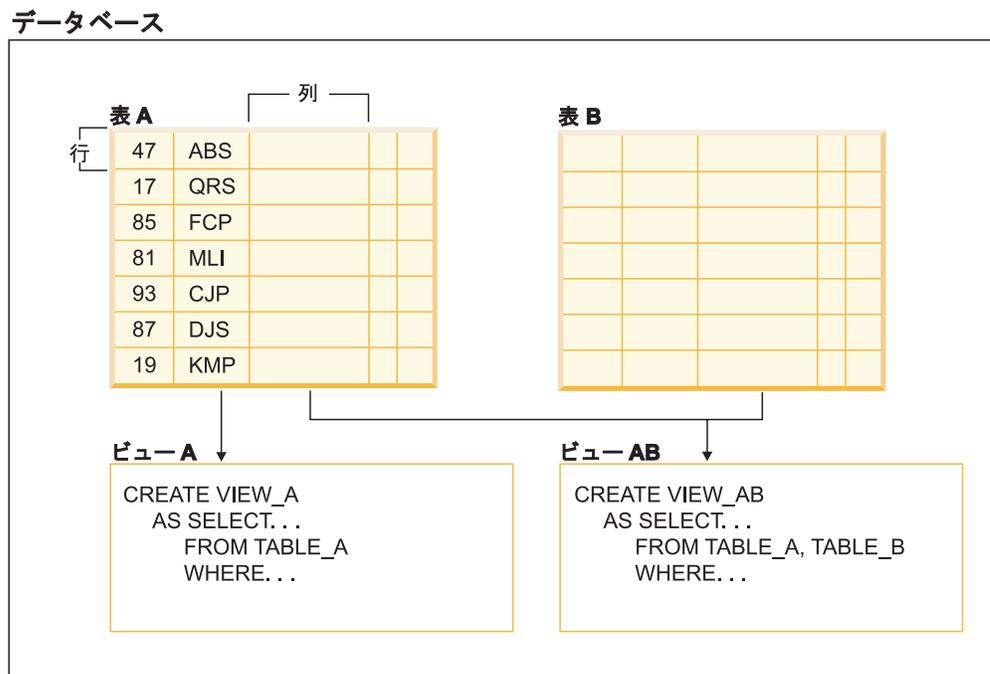 データベース
列
表 A
表 B
行
47 ABS
17 QRS
85 FCP
81 MLI
93 CJP
87 DJS
19 KMP
ビュー A
ビュー AB
CREATE VIEW_A
AS SELECT. . .
FROM TABLE_A
WHERE. . .
CREATE VIEW_AB
AS SELECT. . .
FROM TABLE_A, TABLE_B
WHERE. . .